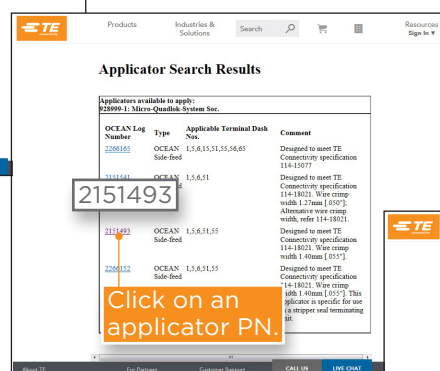 TE
Products
Industries &
Solutions
Search
Resources
Sign In
Applicator Search Results
Applicators available to apply:
928999-1: Micro-Quadlok-System Soc.
OCEAN Log Number Type Applicable Terminal Dash Nos. Comment
2266165 OCEAN Side-feed 1,5,6,15,51,55,56,65 Designed to meet TE
Connectivity specification
114-15077
2151541 OCEAN 1,5,6,51 Designed to meet TE
Connectivity specification
114-18021. Wire crimp
width 1.27mm [.050"];
Alternative wire crimp
width, refer 114-18021.
2151493
2151493 OCEAN Side-feed 1,5,6,51,55 Designed to meet TE
Connectivity specification
114-18021. Wire crimp
width 1.40mm [.055"].
2266152 OCEAN Side-feed 1,5,6,51,55 Designed to meet TE
Connectivity specification
114-18021. Wire crimp
width 1.40mm [.055"]. This
applicator is specific for use
a stripper seal terminating
Click on an
applicator PN.
About TE
For Partners
Customer Support
CALL US
LIVE CHAT
TE